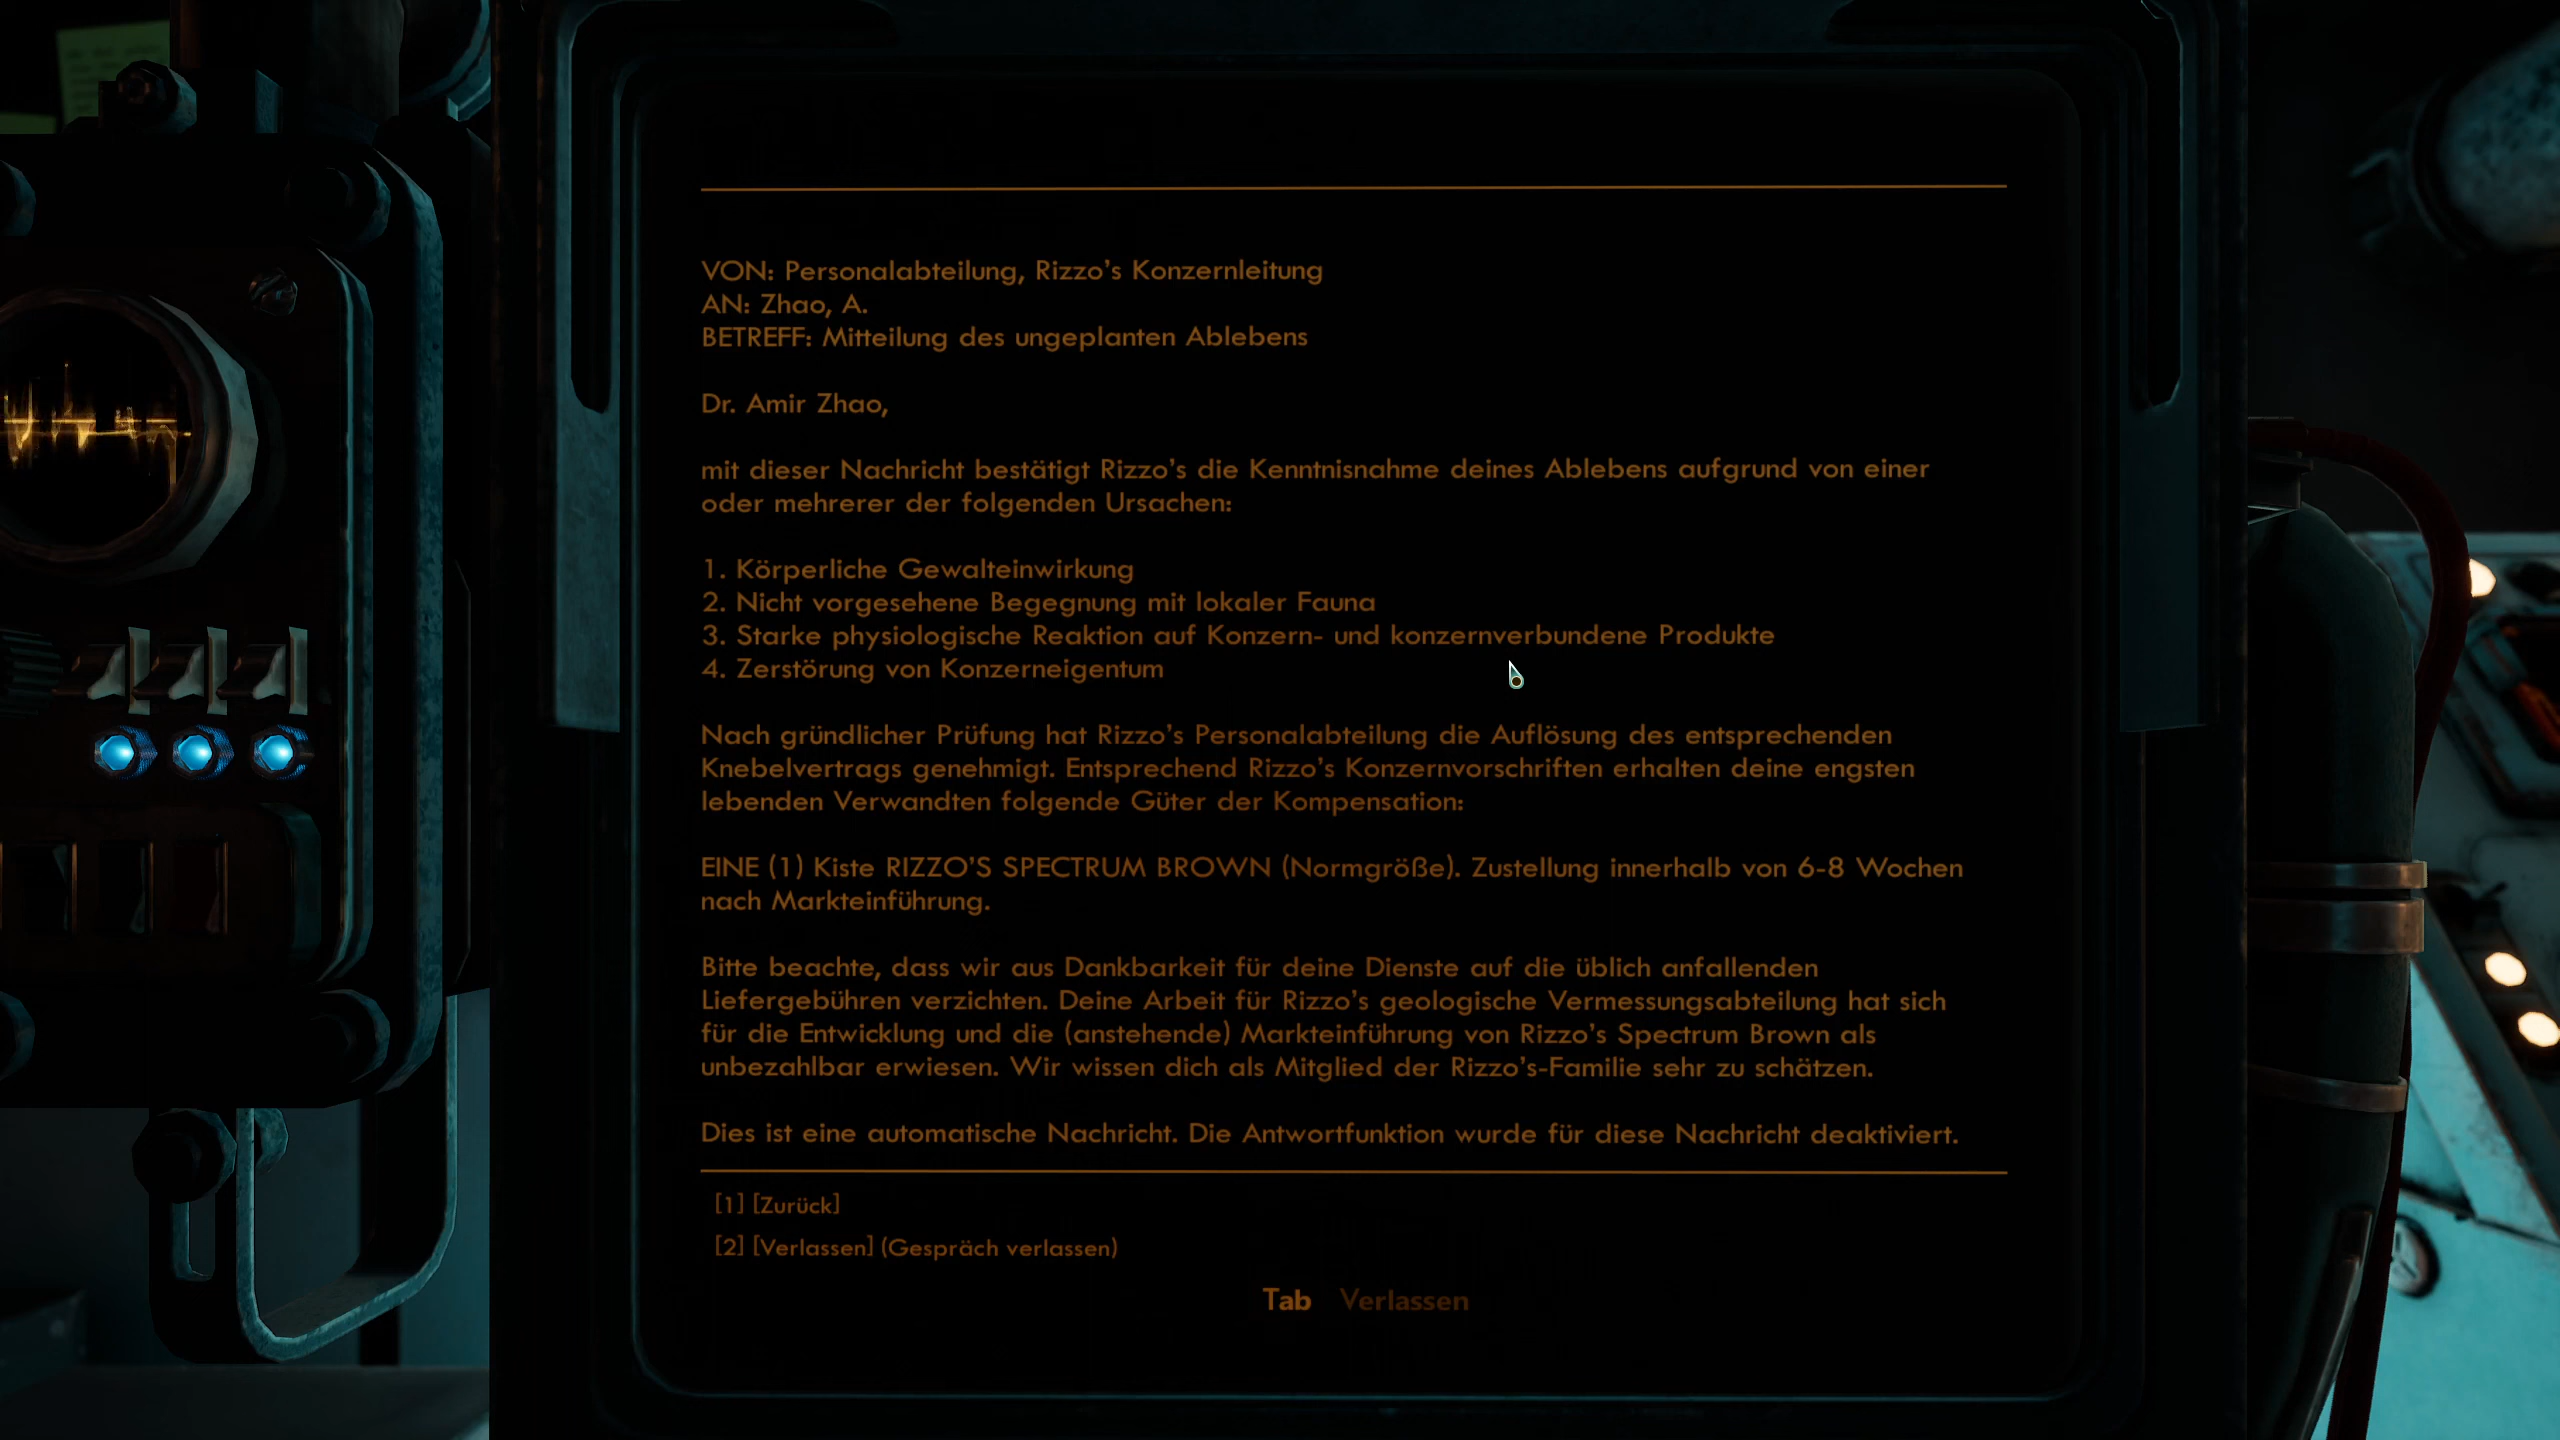 VON: Personalabteilung, Rizzo's Konzernleitung
AN: Zhao, A.
BETREFF: Mitteilung des ungeplanten Ablebens
Dr. Amir Zhao,
mit dieser Nachricht bestätigt Rizzo's die Kenntnisnahme deines Ablebens aufgrund von einer
oder mehrerer der folgenden Ursachen:
1. Körperliche Gewalteinwirkung
2. Nicht vorgesehene Begegnung mit lokaler Fauna
3. Starke physiologische Reaktion auf Konzern- und konzernverbundene Produkte
4. Zerstörung von Konzerneigentum
Nach gründlicher Prüfung hat Rizzo's Personalabteilung die Auflösung des entsprechenden
Knebelvertrags genehmigt. Entsprechend Rizzo's Konzernvorschriften erhalten deine engsten
lebenden Verwandten folgende Güter der Kompensation:
EINE (1) Kiste RIZZO'S SPECTRUM BROWN (Normgröße). Zustellung innerhalb von 6-8 Wochen
nach Markteinführung.
Bitte beachte, dass wir aus Dankbarkeit für deine Dienste auf die üblich anfallenden
Liefergebühren verzichten. Deine Arbeit für Rizzo's geologische Vermessungsabteilung hat sich
für die Entwicklung und die (anstehende) Markteinführung von Rizzo's Spectrum Brown als
unbezahlbar erwiesen. Wir wissen dich als Mitglied der Rizzo's-Familie sehr zu schätzen.
Dies ist eine automatische Nachricht. Die Antwortfunktion wurde für diese Nachricht deaktiviert.
[1] [Zurück]
[2] [Verlassen] (Gespräch verlassen)
Tab Verlassen